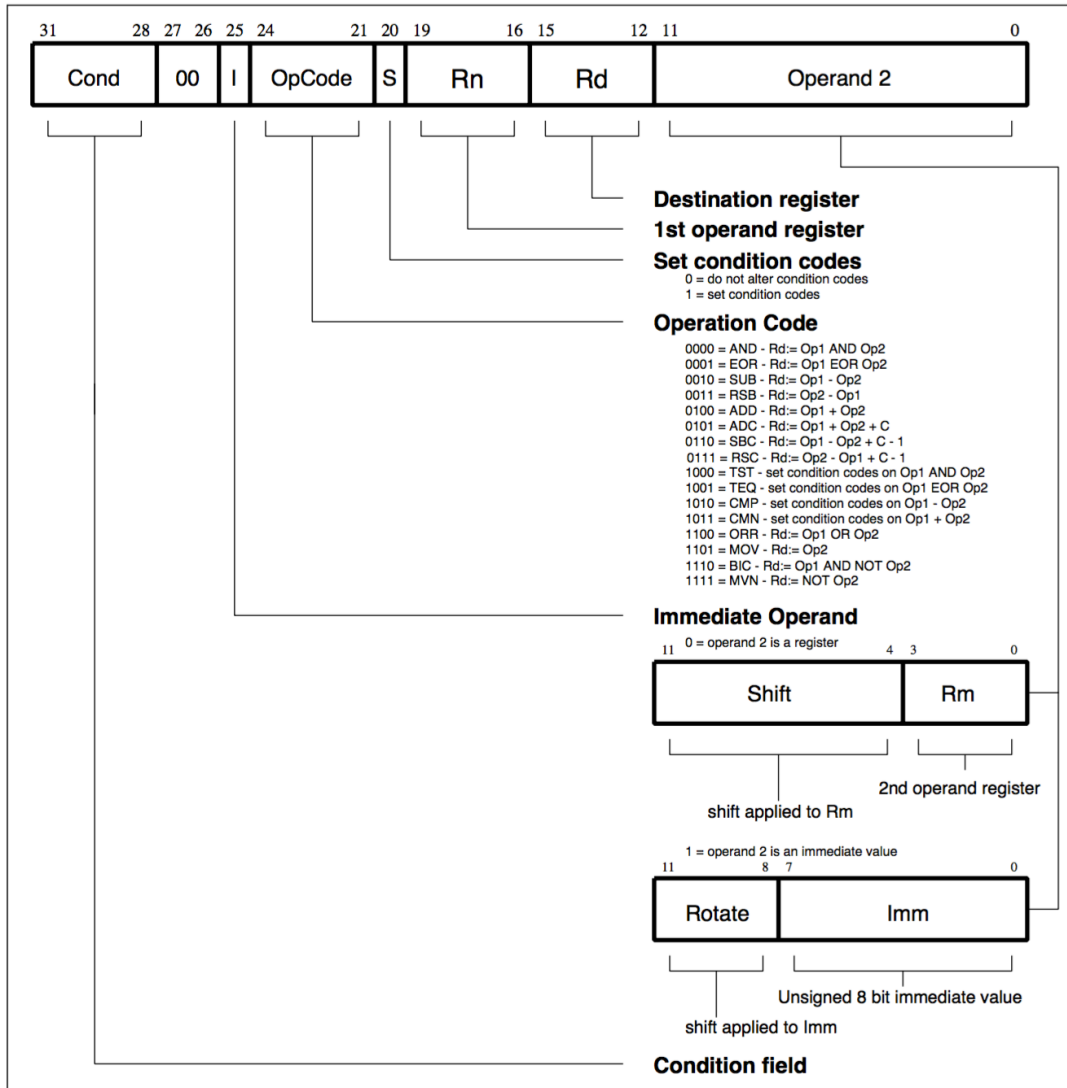 31 28 27 26 25 24 21 20 19 16 15 12 11 0
Cond 00 I OpCode S Rn Rd Operand 2
Destination register
1st operand register
Set condition codes
0 = do not alter condition codes
1 = set condition codes
Operation Code
0000 = AND - Rd:= Op1 AND Op2
0001 = EOR - Rd:= Op1 EOR Op2
0010 = SUB - Rd:= Op1 - Op2
0011 = RSB - Rd:= Op2 - Op1
0100 = ADD - Rd:= Op1 + Op2
0101 = ADC - Rd:= Op1 + Op2 + C
0110 = SBC - Rd:= Op1 - Op2 + C - 1
0111 = RSC - Rd:= Op2 - Op1 + C - 1
1000 = TST - set condition codes on Op1 AND Op2
1001 = TEQ - set condition codes on Op1 EOR Op2
1010 = CMP - set condition codes on Op1 - Op2
1011 = CMN - set condition codes on Op1 + Op2
1100 = ORR - Rd:= Op1 OR Op2
1101 = MOV - Rd:= Op2
1110 = BIC - Rd:= Op1 AND NOT Op2
1111 = MVN - Rd:= NOT Op2
Immediate Operand
0 = operand 2 is a register
11 4 3 0
Shift Rm
2nd operand register
shift applied to Rm
1 = operand 2 is an immediate value
11 8 7 0
Rotate Imm
Unsigned 8 bit immediate value
shift applied to Imm
Condition field